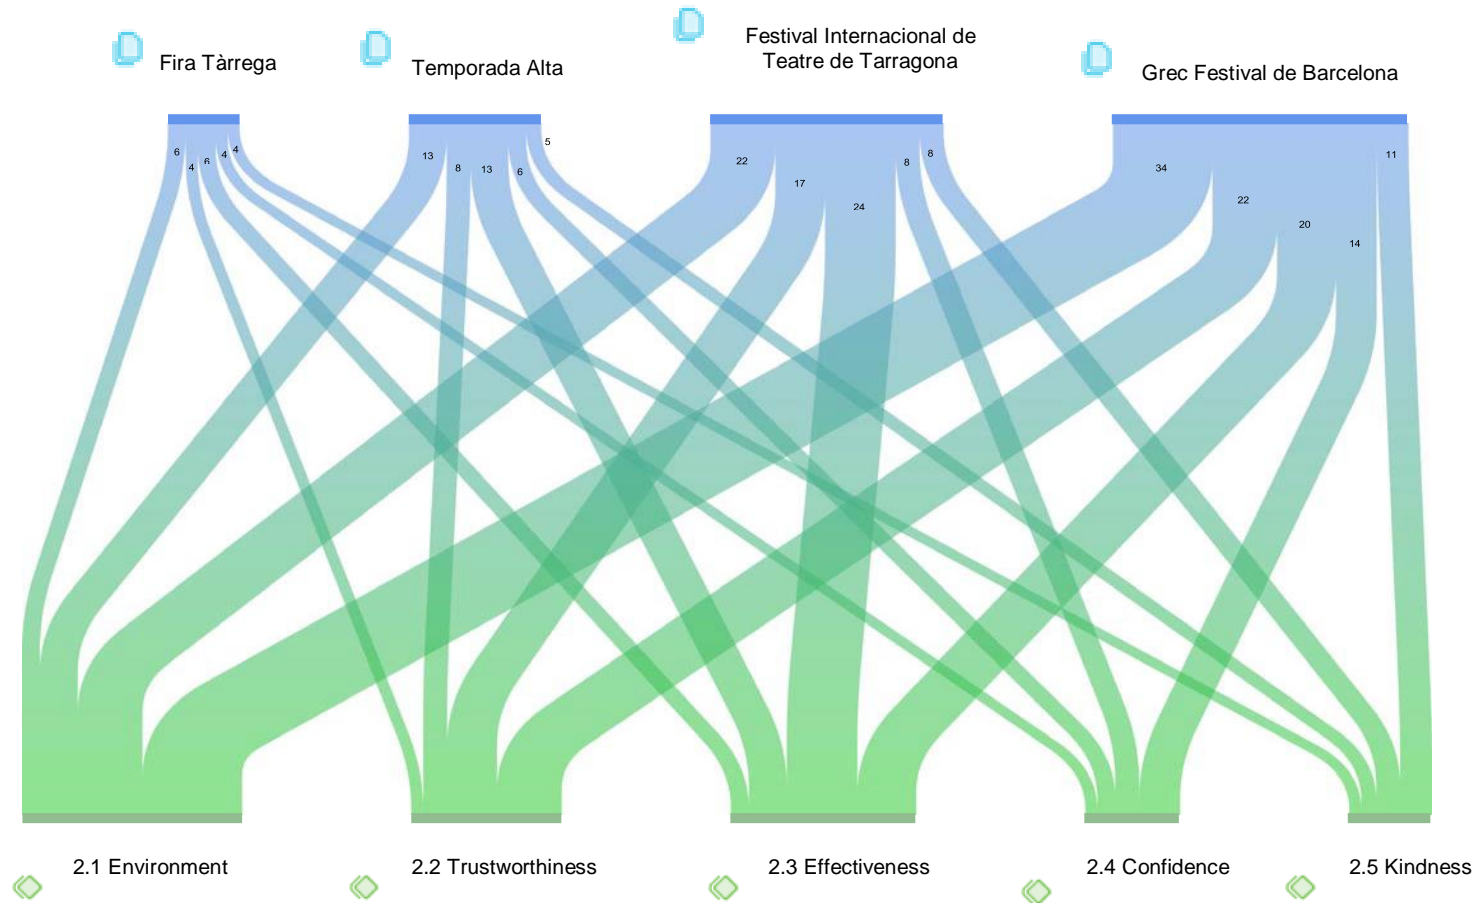 Fira Tàrrega
Temporada Alta
Festival Internacional de
Teatre de Tarragona
Grec Festival de Barcelona
6
4
6
4
4
13
8
13
6
5
22
17
24
8
8
34
22
20
14
11
2.1 Environment
2.2 Trustworthiness
2.3 Effectiveness
2.4 Confidence
2.5 Kindness